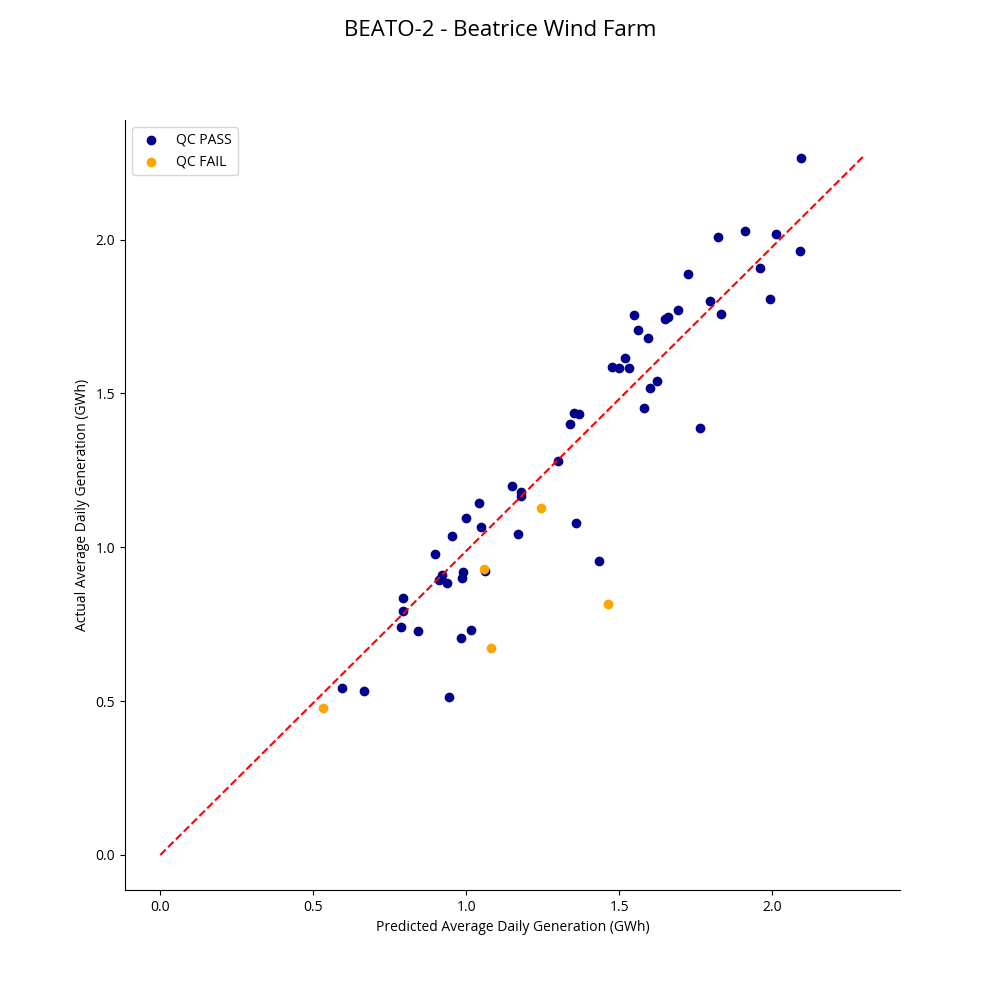 BEATO-2 - Beatrice Wind Farm
QC PASS
QC FAIL
Actual Average Daily Generation (GWh)
2.0
1.5
1.0
0.5
0.0
0.0 0.5 1.0 1.5 2.0
Predicted Average Daily Generation (GWh)